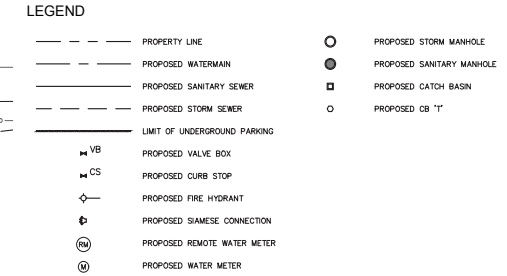 LEGEND
PROPERTY LINE
PROPOSED WATERMAIN
PROPOSED SANITARY SEWER
PROPOSED STORM SEWER
LIMIT OF UNDERGROUND PARKING
VB PROPOSED VALVE BOX
CS PROPOSED CURB STOP
PROPOSED FIRE HYDRANT
PROPOSED SIAMESE CONNECTION
RM PROPOSED REMOTE WATER METER
M PROPOSED WATER METER
PROPOSED STORM MANHOLE
PROPOSED SANITARY MANHOLE
PROPOSED CATCH BASIN
PROPOSED CB "T"